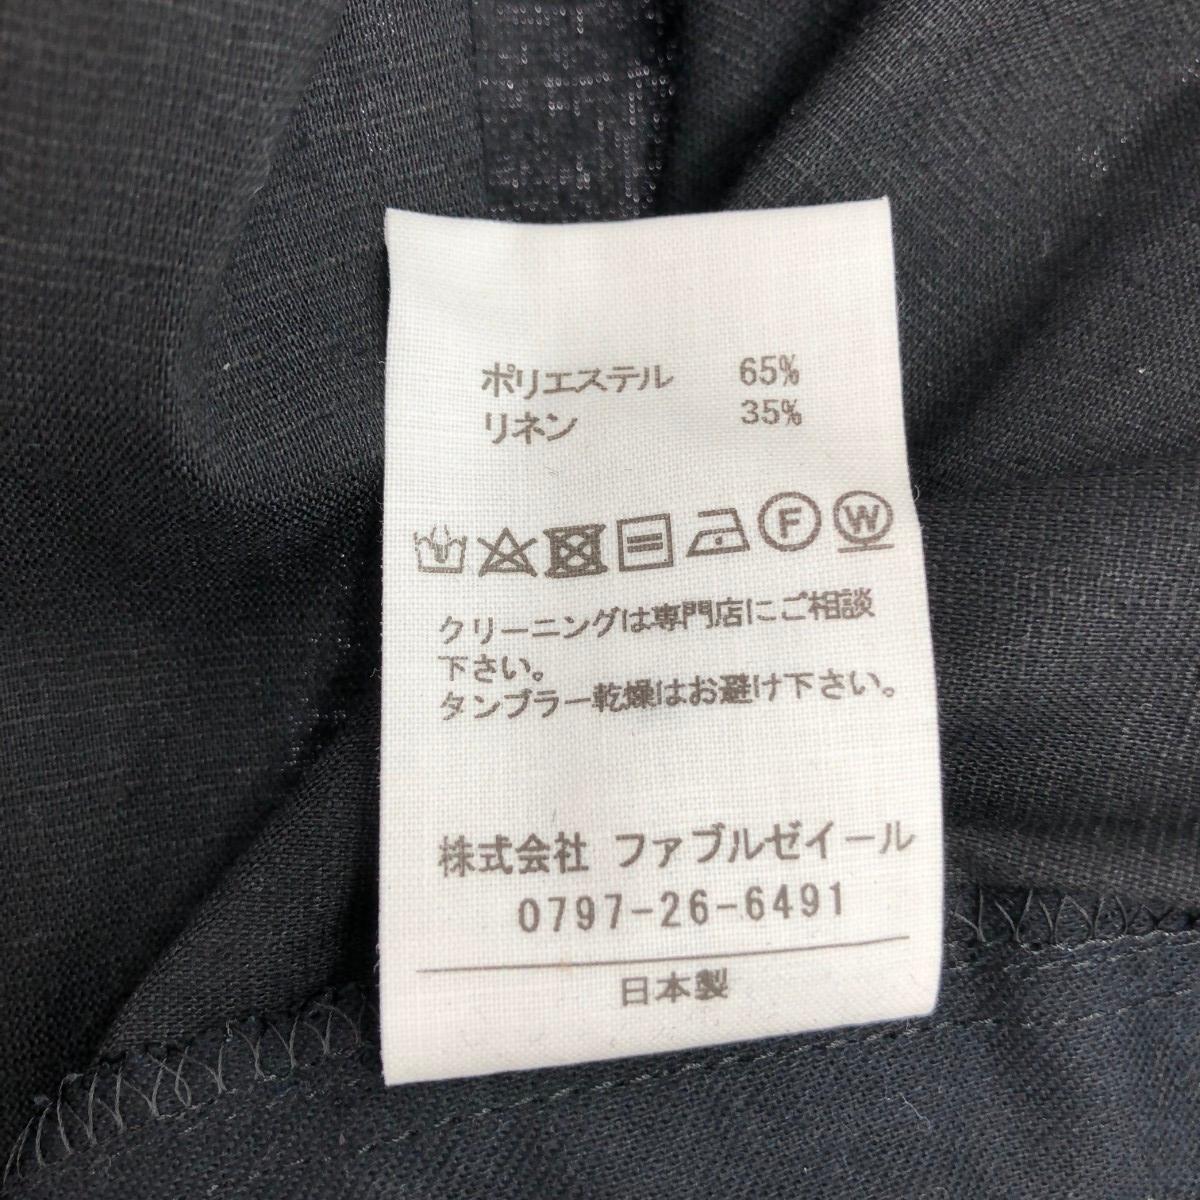 ポリエステル 65%
リネン 35%
F W
クリーニングは専門店にご相談
下さい。
タンブラー乾燥はお避け下さい。
株式会社 ファブルゼイール
0797-26-6491
日本製